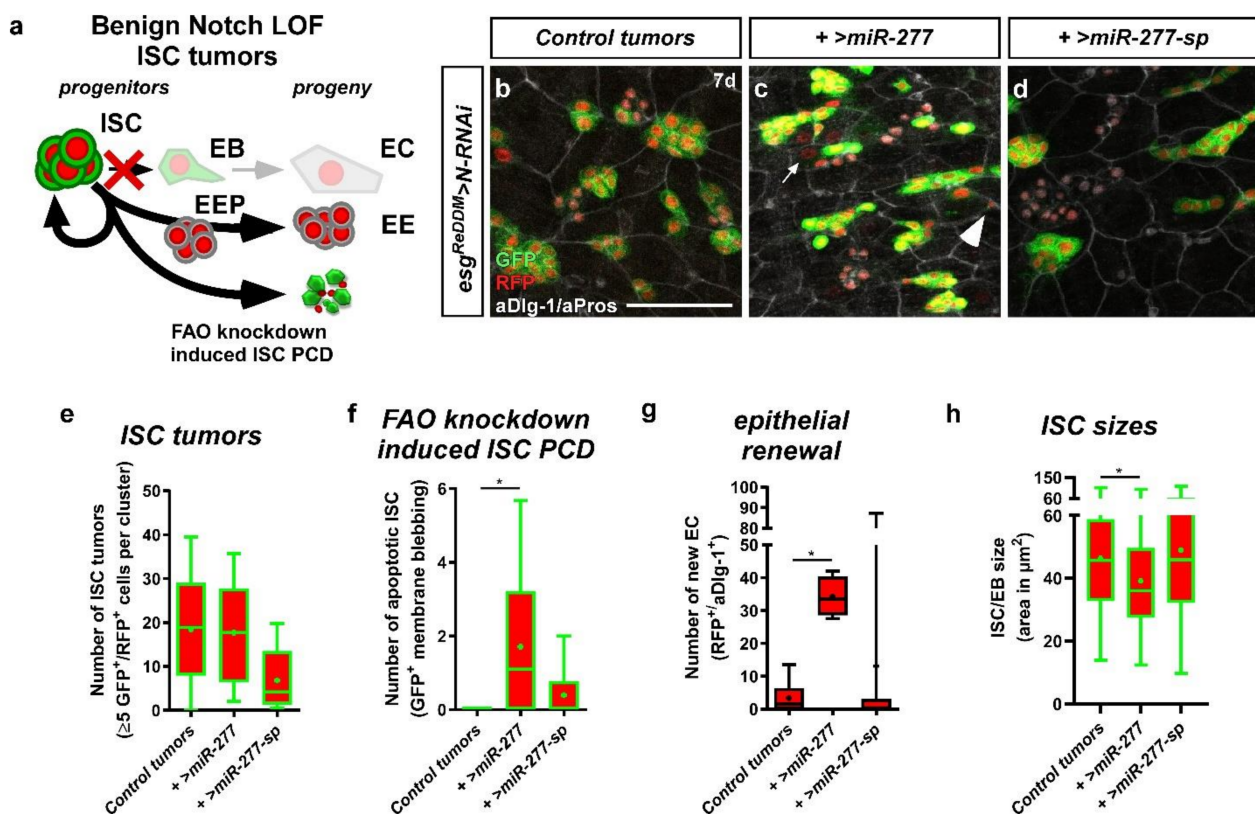 a
Benign Notch LOF
ISC tumors
progenitors
progeny
ISC
EB
EC
EEP
EE
FAO knockdown
induced ISC PCD
Control tumors
+ >miR-277
+ >miR-277-sp
esgReDDM>N-RNAi
b
7d
GFP
RFP
aDlg-1/aPros
c
d
e
ISC tumors
Number of ISC tumors
(≥5 GFP+/RFP+ cells per cluster)
50
40
30
20
10
0
Control tumors
+ >miR-277
+ >miR-277-sp
f
FAO knockdown
induced ISC PCD
Number of apoptotic ISC
(GFP+ membrane blebbing)
6
4
2
0
*
Control tumors
+ >miR-277
+ >miR-277-sp
g
epithelial
renewal
Number of new EC
(RFP+/aDlg-1+)
100
90
80
50
40
30
20
10
0
*
Control tumors
+ >miR-277
+ >miR-277-sp
h
ISC sizes
ISC/EB size
(area in µm2)
150
60
60
40
20
0
*
Control tumors
+ >miR-277
+ >miR-277-sp